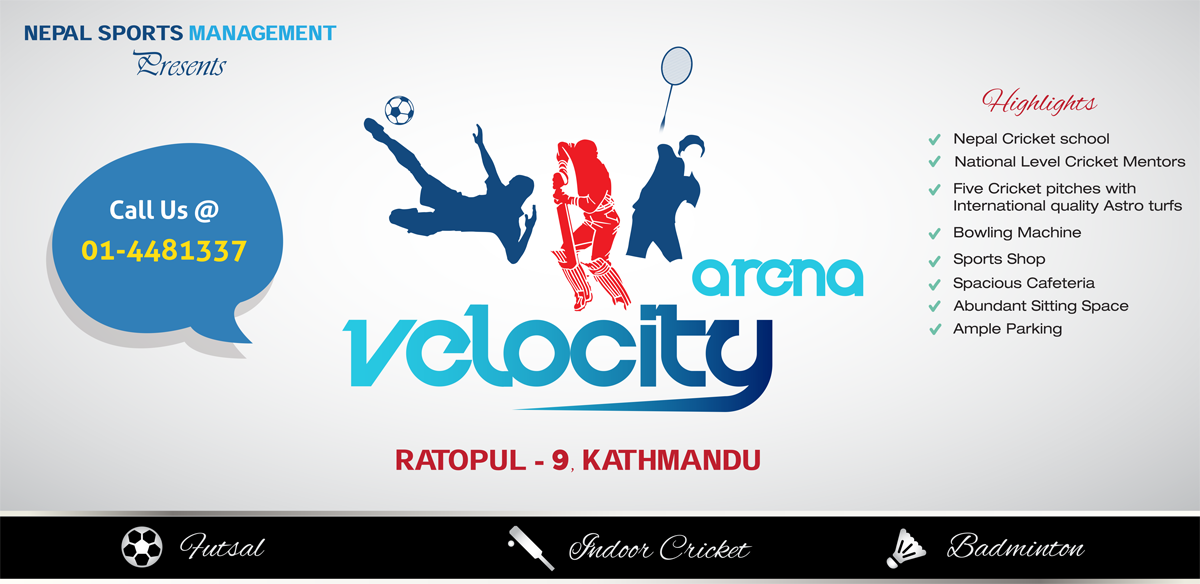 NEPAL SPORTS MANAGEMENT
Presents
Call Us @
01-4481337
arena
velocity
RATOPUL - 9, KATHMANDU
Highlights
Nepal Cricket school
National Level Cricket Mentors
Five Cricket pitches with
International quality Astro turfs
Bowling Machine
Sports Shop
Spacious Cafeteria
Abundant Sitting Space
Ample Parking
Futsal
Indoor Cricket
Badminton